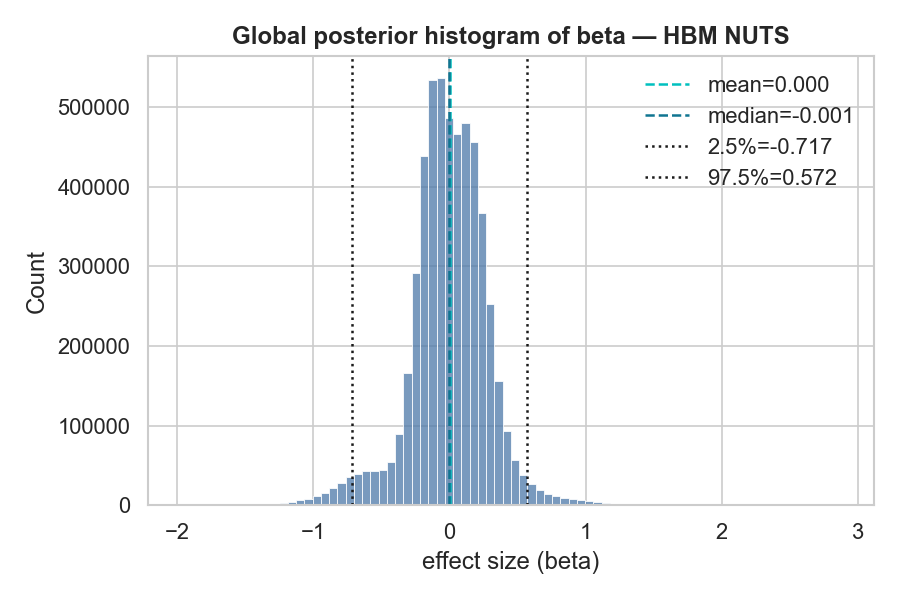 Global posterior histogram of beta — HBM NUTS
mean=0.000
median=-0.001
2.5%=-0.717
97.5%=0.572
Count
500000
400000
300000
200000
100000
0
−2
−1
0
1
2
3
effect size (beta)